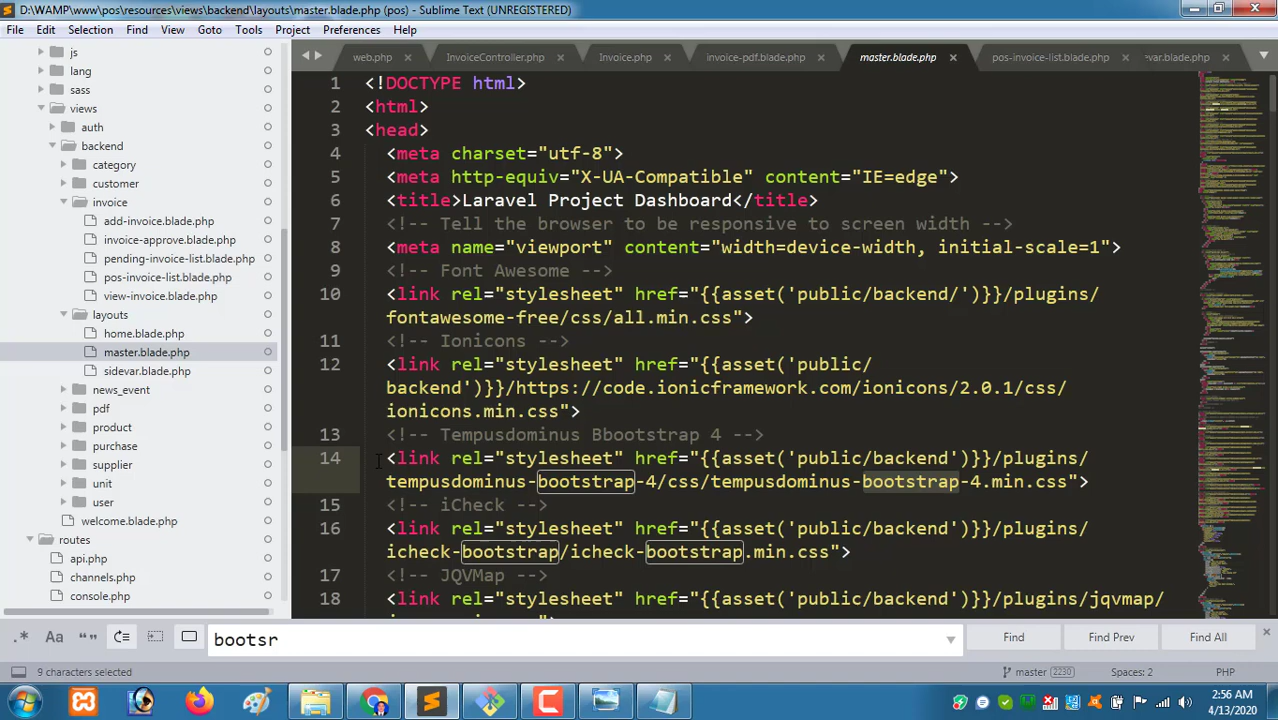 D:\WAMP\www\pos\resources\views\backend\layouts\master.blade.php (pos) - Sublime Text (UNREGISTERED)
File Edit Selection Find View Goto Tools Project Preferences Help
js
lang
sass
views
auth
backend
category
customer
invoice
add-invoice.blade.php
invoice-approve.blade.php
pending-invoice-list.blade.php
pos-invoice-list.blade.php
view-invoice.blade.php
layouts
home.blade.php
master.blade.php
sidevar.blade.php
news_event
pdf
product
purchase
supplier
unit
user
welcome.blade.php
routes
api.php
channels.php
console.php
web.php InvoiceController.php Invoice.php invoice-pdf.blade.php master.blade.php pos-invoice-list.blade.php var.blade.php
1 <!DOCTYPE html>
2 <html>
3 <head>
4 <meta charset="utf-8">
5 <meta http-equiv="X-UA-Compatible" content="IE=edge">
6 <title>Laravel Project Dashboard</title>
7 <!-- Tell the browser to be responsive to screen width -->
8 <meta name="viewport" content="width=device-width, initial-scale=1">
9 <!-- Font Awesome -->
10 <link rel="stylesheet" href="{{asset('public/backend/')}}/plugins/
fontawesome-free/css/all.min.css">
11 <!-- Ionicons -->
12 <link rel="stylesheet" href="{{asset('public/
backend')}}/https://code.ionicframework.com/ionicons/2.0.1/css/
ionicons.min.css">
13 <!-- Tempusdominus Bbootstrap 4 -->
14 <link rel="stylesheet" href="{{asset('public/backend')}}/plugins/
tempusdominus-bootstrap-4/css/tempusdominus-bootstrap-4.min.css">
15 <!-- iCheck -->
16 <link rel="stylesheet" href="{{asset('public/backend')}}/plugins/
icheck-bootstrap/icheck-bootstrap.min.css">
17 <!-- JQVMap -->
18 <link rel="stylesheet" href="{{asset('public/backend')}}/plugins/jqvmap/
.* Aa “ ” bootsr Find Find Prev Find All
9 characters selected master 2230 Spaces: 2 PHP
2:56 AM
4/13/2020